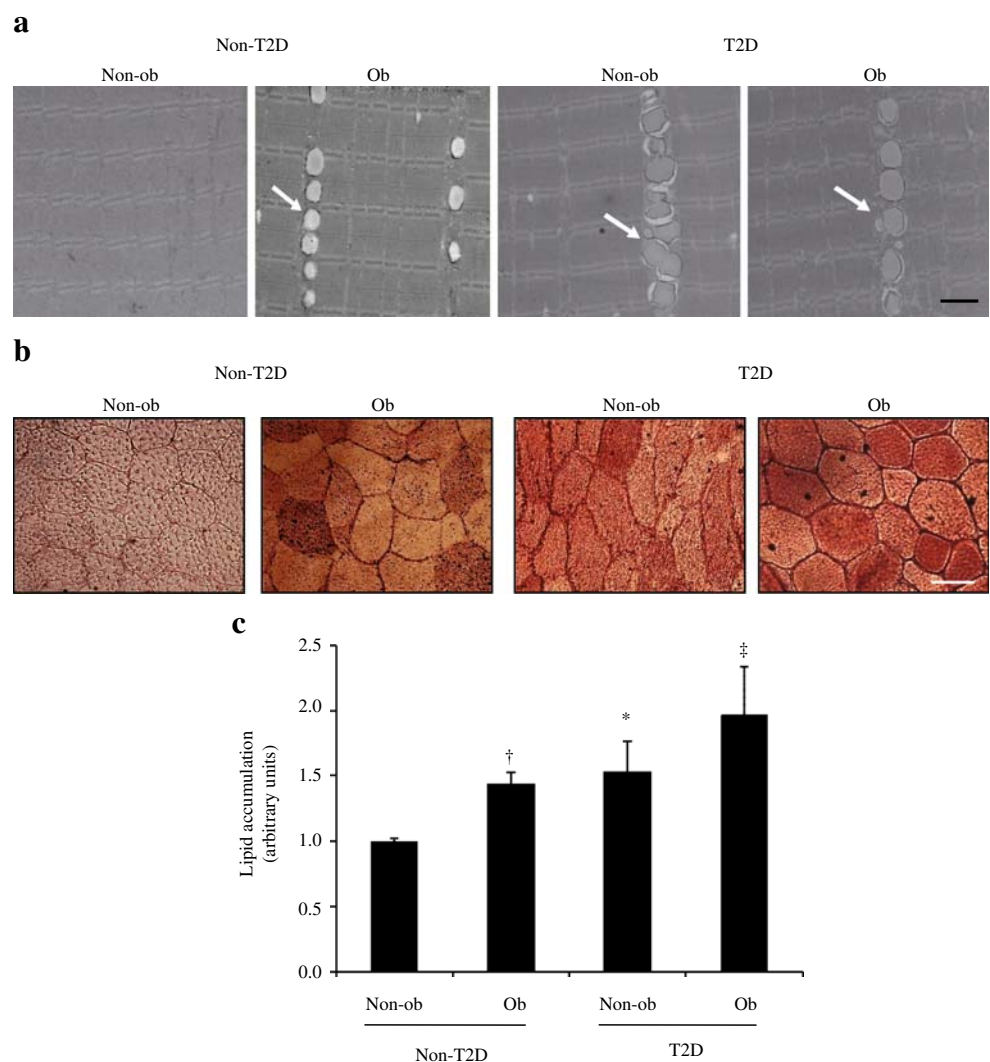 a
Non-T2D T2D
Non-ob Ob Non-ob Ob
b
Non-T2D T2D
Non-ob Ob Non-ob Ob
c
Lipid accumulation
(arbitrary units)
2.5
2.0
1.5
1.0
0.5
0.0
†
*
‡
Non-ob Ob Non-ob Ob
Non-T2D T2D